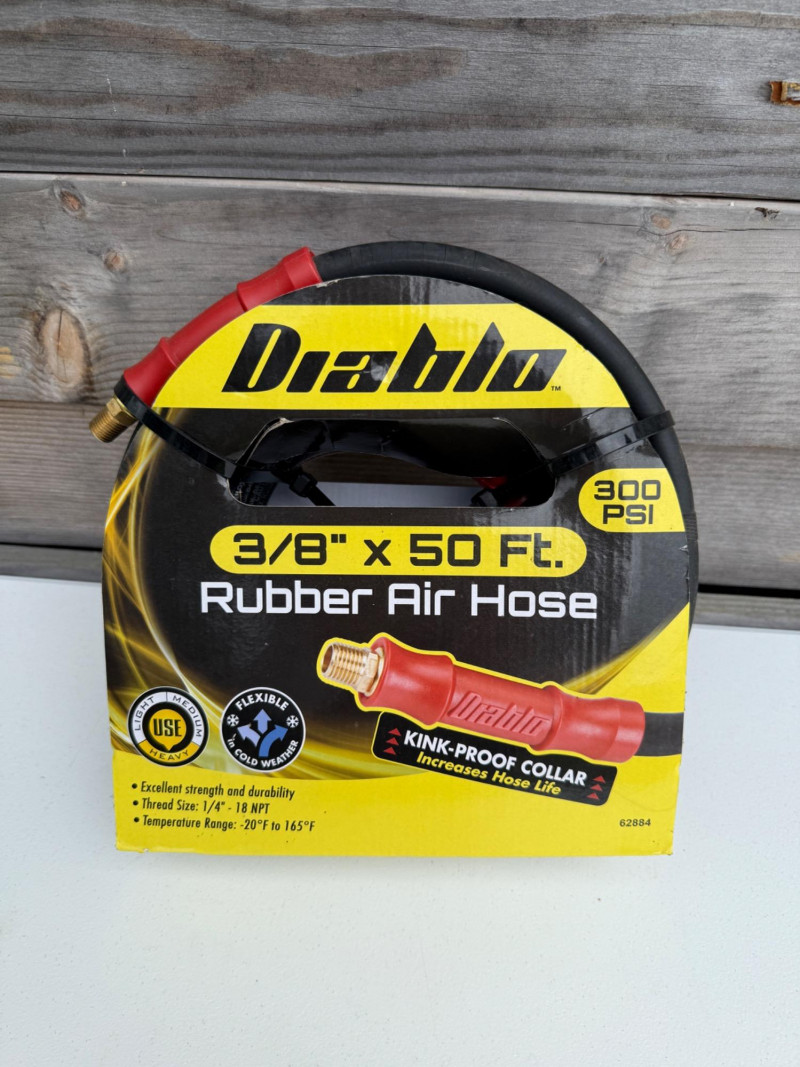 Diablo™
300
PSI
3/8" x 50 Ft.
Rubber Air Hose
Diablo
LIGHT MEDIUM
USE
HEAVY
FLEXIBLE
in COLD WEATHER
KINK-PROOF COLLAR
Increases Hose Life
• Excellent strength and durability
• Thread Size: 1/4" - 18 NPT
• Temperature Range: -20°F to 165°F
62884